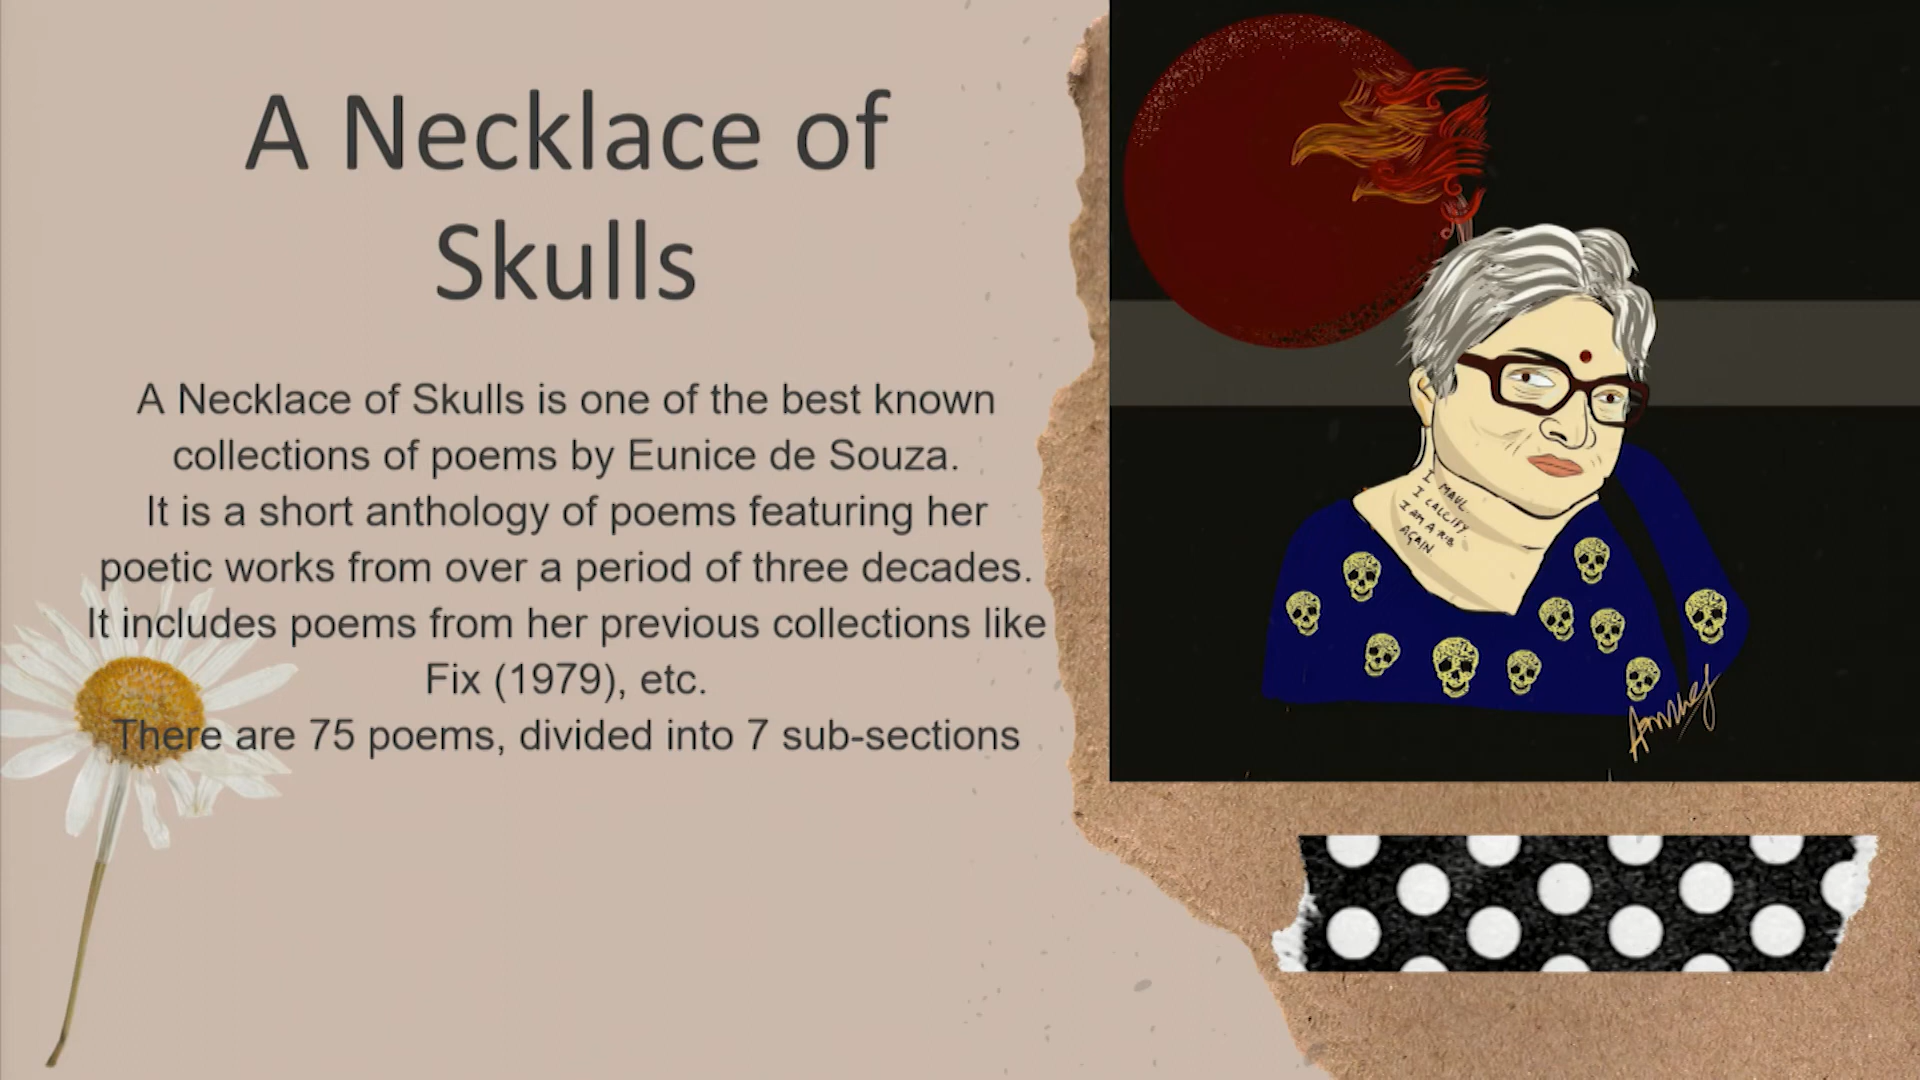 A Necklace of
Skulls
A Necklace of Skulls is one of the best known
collections of poems by Eunice de Souza.
It is a short anthology of poems featuring her
poetic works from over a period of three decades.
It includes poems from her previous collections like
Fix (1979), etc.
There are 75 poems, divided into 7 sub-sections
I MAUL
I CALCIFY
I AM A RIB
AGAIN